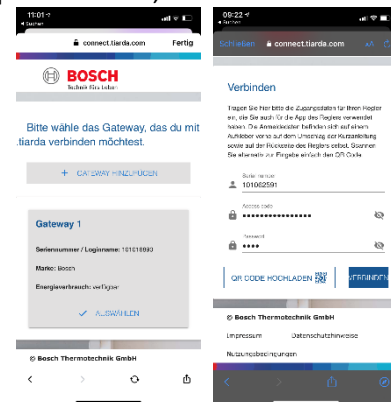 11:01
Suchen
connect.tiarda.com
Fertig
BOSCH
Technik fürs Leben
Bitte wähle das Gateway, das du mit
.tiarda verbinden möchtest.
+ GATEWAY HINZUFÜGEN
Gateway 1
Seriennummer / Loginname:
Marke: Bosch
Energieverbrauch: verfügbar
AUSWÄHLEN
© Bosch Thermotechnik GmbH
09:22
Suchen
Schließen
connect.tiarda.com
AA
Verbinden
Tragen Sie hier bitte die Zugangsdaten für Ihren Regler
ein, die Sie auch für die App des Reglers verwendet
haben. Die Anmeldedaten befinden sich auf einem
Aufkleber vorne auf dem Umschlag der Kurzanleitung
sowie auf der Rückseite des Reglers selbst. Scannen
Sie alternativ zur Eingabe einfach den QR Code.
Serial number
101062591
Access code
Password
QR CODE HOCHLADEN
VERBINDEN
© Bosch Thermotechnik GmbH
Impressum
Datenschutzhinweise
Nutzungsbedingungen